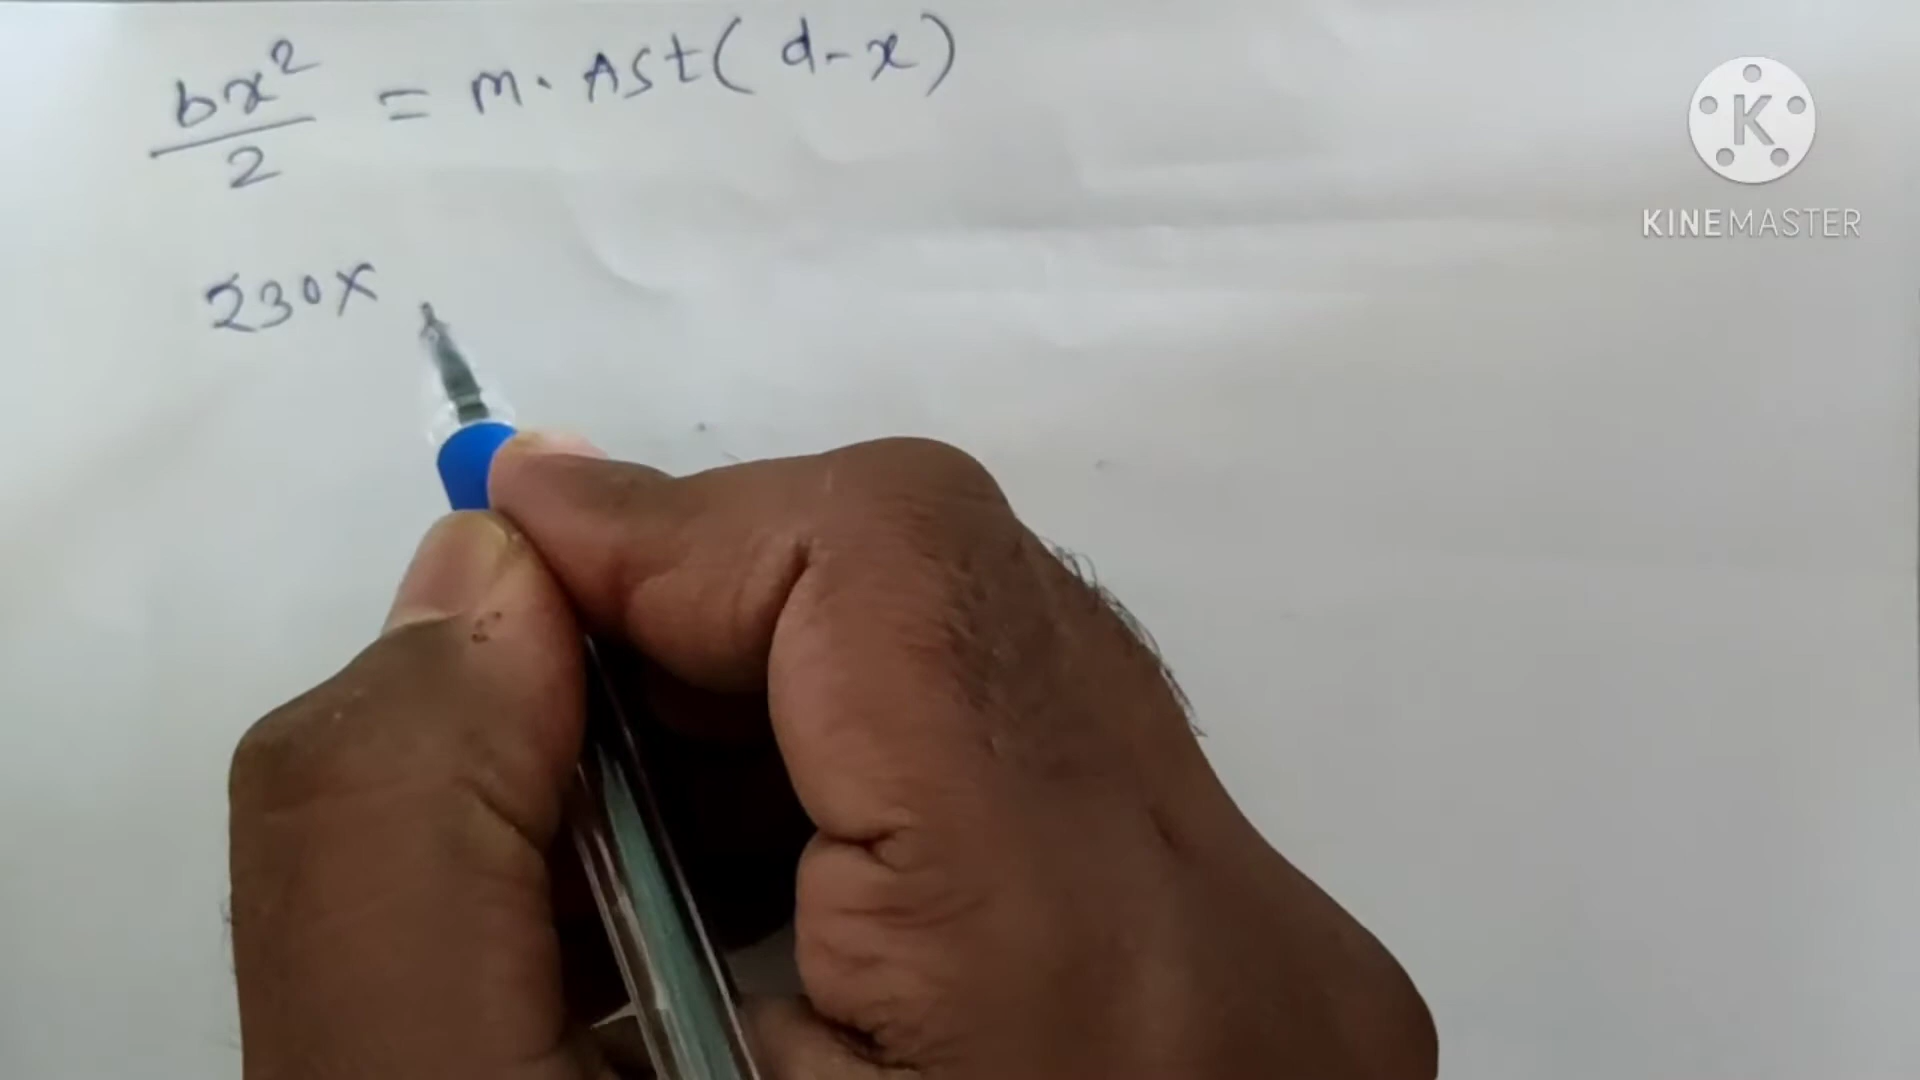 bx²/2 = m. Ast(d-x)
230x
K
KINEMASTER